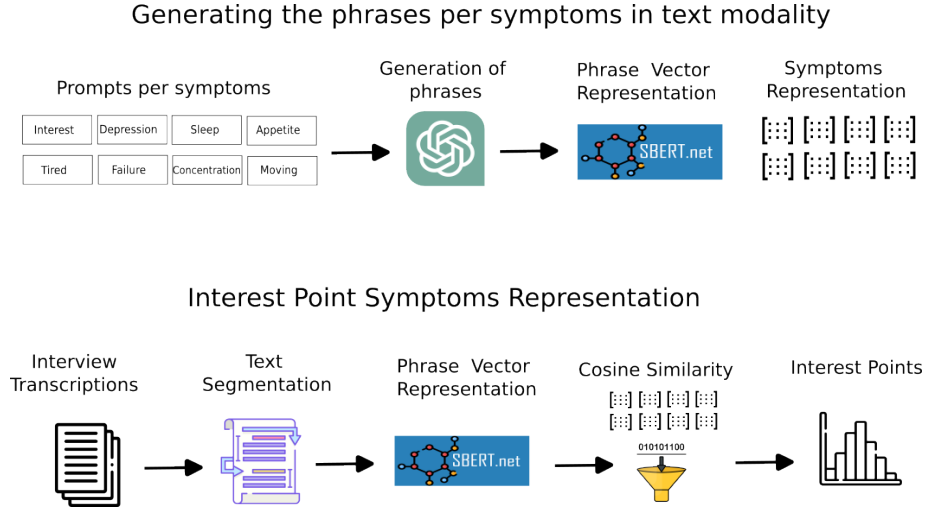 Generating the phrases per symptoms in text modality
Prompts per symptoms
Generation of
phrases
Phrase Vector
Representation
Symptoms
Representation
Interest
Depression
Sleep
Appetite
Tired
Failure
Concentration
Moving
SBERT.net
Interest Point Symptoms Representation
Interview
Transcriptions
Text
Segmentation
Phrase Vector
Representation
Cosine Similarity
Interest Points
010101100
SBERT.net